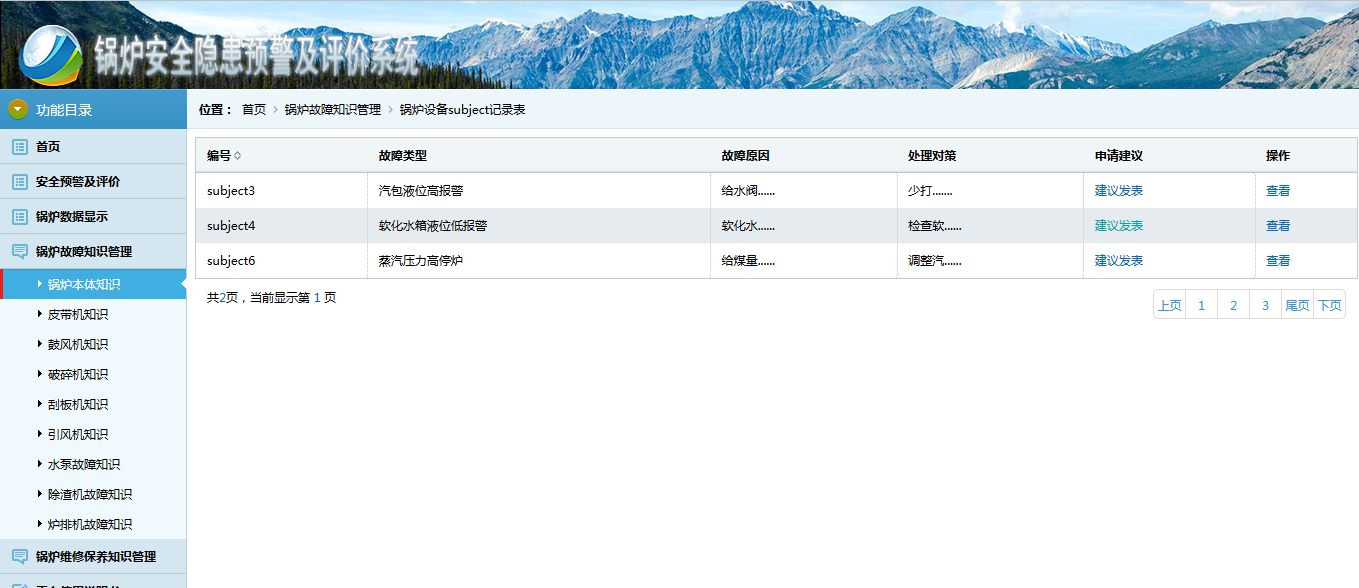 锅炉安全隐患预警及评价系统
功能目录
位置： 首页 › 锅炉故障知识管理 › 锅炉设备subject记录表
首页
安全预警及评价
锅炉数据显示
锅炉故障知识管理
锅炉本体知识
皮带机知识
鼓风机知识
破碎机知识
刮板机知识
引风机知识
水泵故障知识
除渣机故障知识
炉排机故障知识
锅炉维修保养知识管理
编号 故障类型 故障原因 处理对策 申请建议 操作
subject3 汽包液位高报警 给水阀...... 少打....... 建议发表 查看
subject4 软化水箱液位低报警 软化水...... 检查软...... 建议发表 查看
subject6 蒸汽压力高停炉 给煤量...... 调整汽...... 建议发表 查看
共2页，当前显示第 1 页
上页 1 2 3 尾页 下页